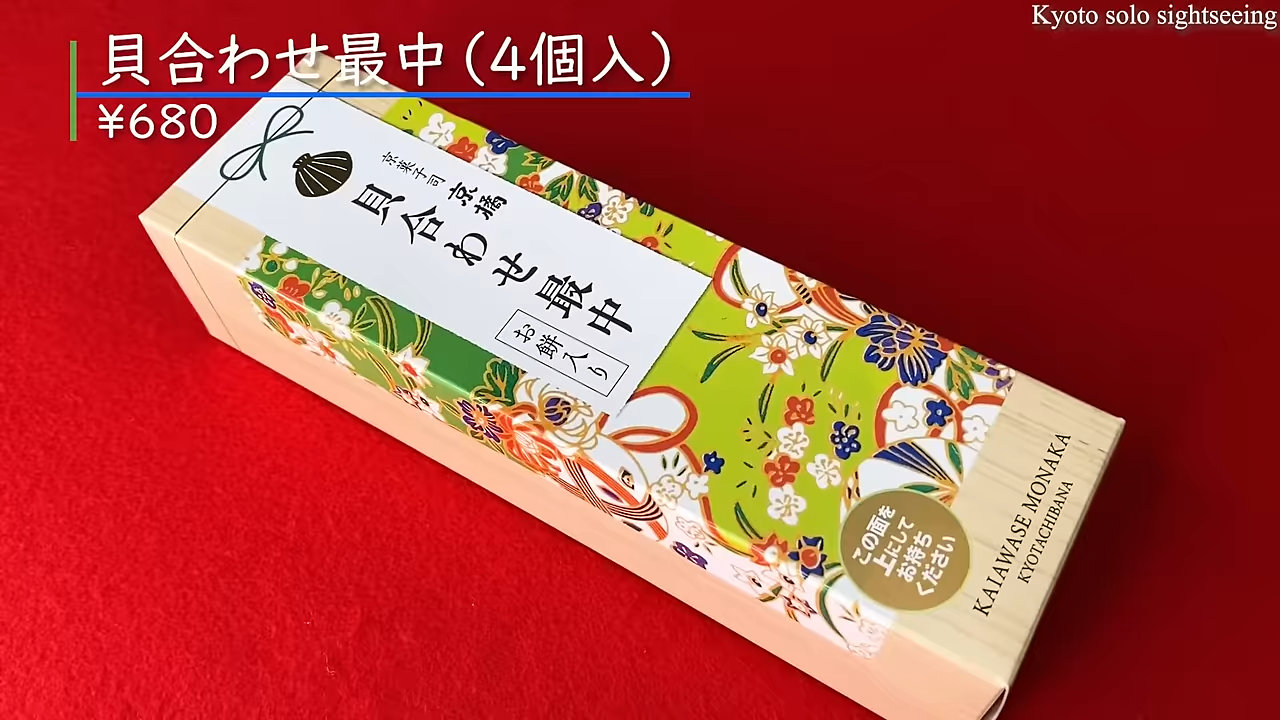 Kyoto solo sightseeing
貝合わせ最中（4個入）
¥680
京菓子司 京橘
貝合わせ最中
お餅入り
この面を
上にして
お持ち
ください
KAIAWASE MONAKA
KYOTACHIBANA